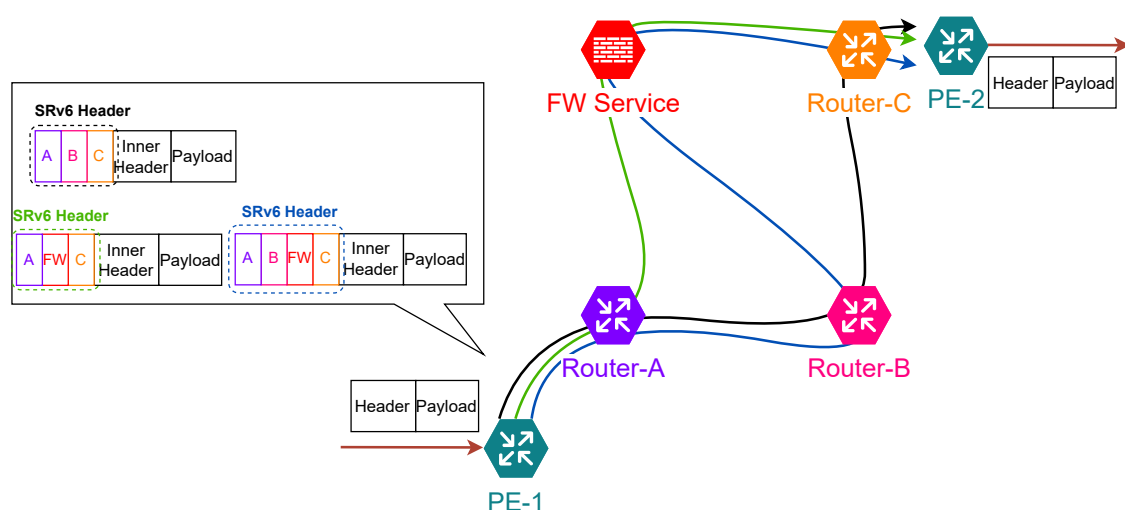 SRv6 Header
A B C Inner Header Payload
SRv6 Header
A FW C Inner Header Payload
SRv6 Header
A B FW C Inner Header Payload
FW Service
Router-C
PE-2
Header Payload
Router-A
Router-B
Header Payload
PE-1